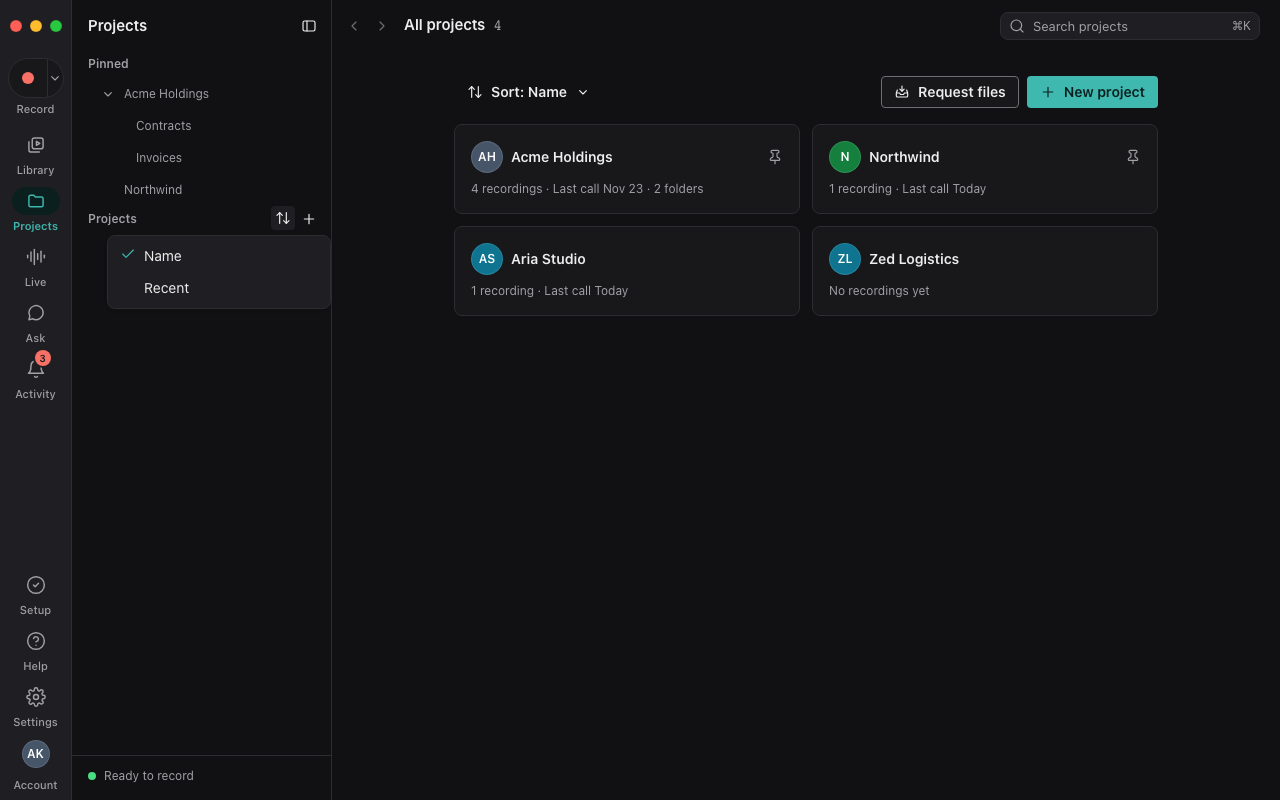 Record
Library
Projects
Live
Ask
3
Activity
Setup
Help
Settings
AK
Account
Projects
Pinned
Acme Holdings
Contracts
Invoices
Northwind
Projects
Name
Recent
Ready to record
All projects 4
Search projects ⌘K
Sort: Name
Request files
New project
AH Acme Holdings
4 recordings · Last call Nov 23 · 2 folders
N Northwind
1 recording · Last call Today
AS Aria Studio
1 recording · Last call Today
ZL Zed Logistics
No recordings yet